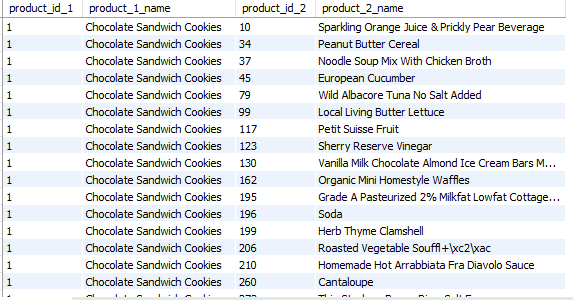 product_id_1 product_1_name product_id_2 product_2_name
1 Chocolate Sandwich Cookies 10 Sparkling Orange Juice & Prickly Pear Beverage
1 Chocolate Sandwich Cookies 34 Peanut Butter Cereal
1 Chocolate Sandwich Cookies 37 Noodle Soup Mix With Chicken Broth
1 Chocolate Sandwich Cookies 45 European Cucumber
1 Chocolate Sandwich Cookies 79 Wild Albacore Tuna No Salt Added
1 Chocolate Sandwich Cookies 99 Local Living Butter Lettuce
1 Chocolate Sandwich Cookies 117 Petit Suisse Fruit
1 Chocolate Sandwich Cookies 123 Sherry Reserve Vinegar
1 Chocolate Sandwich Cookies 130 Vanilla Milk Chocolate Almond Ice Cream Bars M...
1 Chocolate Sandwich Cookies 162 Organic Mini Homestyle Waffles
1 Chocolate Sandwich Cookies 195 Grade A Pasteurized 2% Milkfat Lowfat Cottage...
1 Chocolate Sandwich Cookies 196 Soda
1 Chocolate Sandwich Cookies 199 Herb Thyme Clamshell
1 Chocolate Sandwich Cookies 206 Roasted Vegetable Souffl+\xc2\xac
1 Chocolate Sandwich Cookies 210 Homemade Hot Arrabbiata Fra Diavolo Sauce
1 Chocolate Sandwich Cookies 260 Cantaloupe